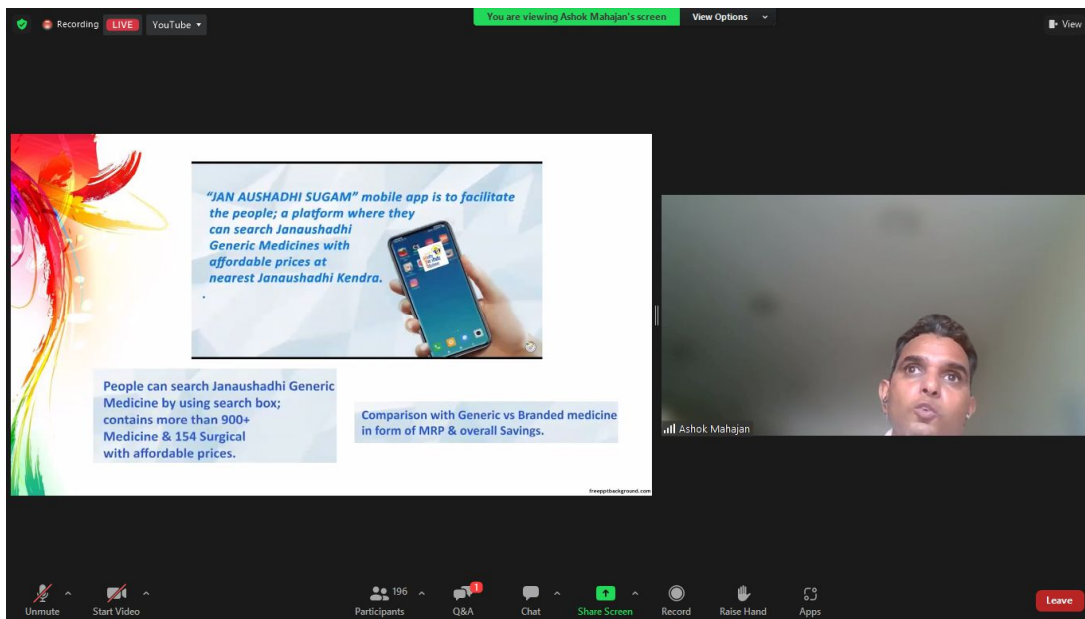 Recording LIVE YouTube
You are viewing Ashok Mahajan's screen View Options
View
"JAN AUSHADHI SUGAM" mobile app is to facilitate
the people; a platform where they
can search Janaushadhi
Generic Medicines with
affordable prices at
nearest Janaushadhi Kendra.
.
People can search Janaushadhi Generic
Medicine by using search box;
contains more than 900+
Medicine & 154 Surgical
with affordable prices.
Comparison with Generic vs Branded medicine
in form of MRP & overall Savings.
freepptbackground.com
Ashok Mahajan
Unmute
Start Video
196
Participants
1
Q&A
Chat
Share Screen
Record
Raise Hand
Apps
Leave